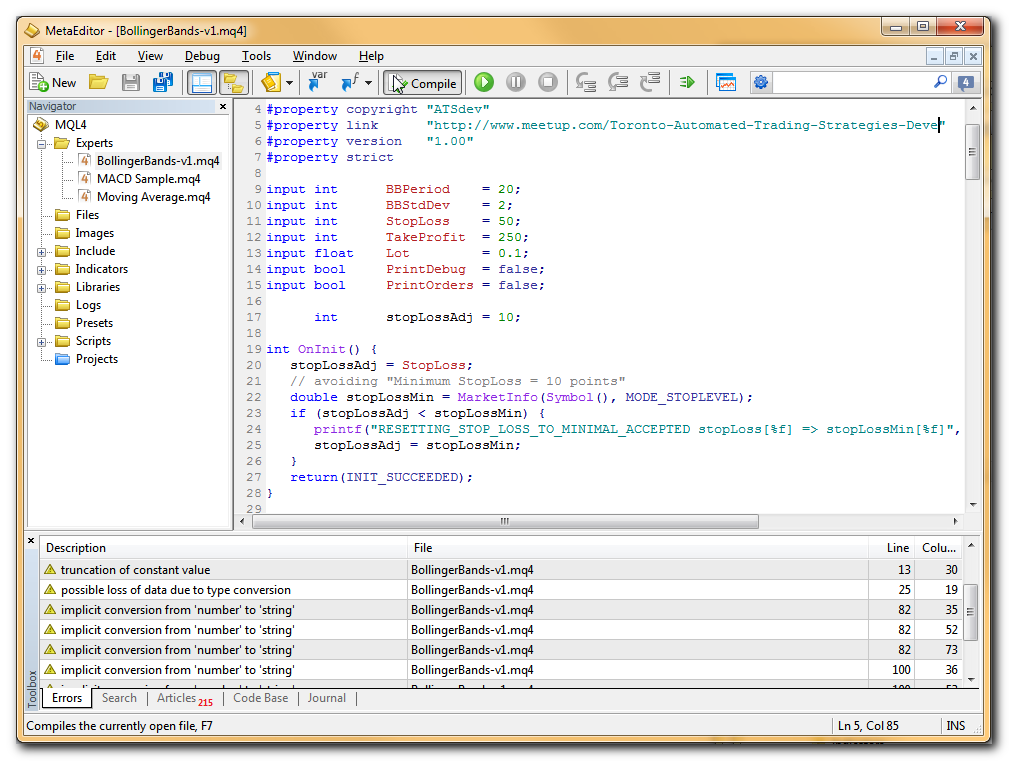 MetaEditor - [BollingerBands-v1.mq4]
File Edit View Debug Tools Window Help
New var f Compile 4
Navigator
MQL4
Experts
BollingerBands-v1.mq4
MACD Sample.mq4
Moving Average.mq4
Files
Images
Include
Indicators
Libraries
Logs
Presets
Scripts
Projects
4 #property copyright "ATSdev"
5 #property link "http://www.meetup.com/Toronto-Automated-Trading-Strategies-Deve"
6 #property version "1.00"
7 #property strict
8
9 input int BBPeriod = 20;
10 input int BBStdDev = 2;
11 input int StopLoss = 50;
12 input int TakeProfit = 250;
13 input float Lot = 0.1;
14 input bool PrintDebug = false;
15 input bool PrintOrders = false;
16
17 int stopLossAdj = 10;
18
19 int OnInit() {
20 stopLossAdj = StopLoss;
21 // avoiding "Minimum StopLoss = 10 points"
22 double stopLossMin = MarketInfo(Symbol(), MODE_STOPLEVEL);
23 if (stopLossAdj < stopLossMin) {
24 printf("RESETTING_STOP_LOSS_TO_MINIMAL_ACCEPTED stopLoss[%f] => stopLossMin[%f]",
25 stopLossAdj = stopLossMin;
26 }
27 return(INIT_SUCCEEDED);
28 }
29
Description File Line Colu...
truncation of constant value BollingerBands-v1.mq4 13 30
possible loss of data due to type conversion BollingerBands-v1.mq4 25 19
implicit conversion from 'number' to 'string' BollingerBands-v1.mq4 82 35
implicit conversion from 'number' to 'string' BollingerBands-v1.mq4 82 52
implicit conversion from 'number' to 'string' BollingerBands-v1.mq4 82 73
implicit conversion from 'number' to 'string' BollingerBands-v1.mq4 100 36
Toolbox
Errors Search Articles 215 Code Base Journal
Compiles the currently open file, F7 Ln 5, Col 85 INS